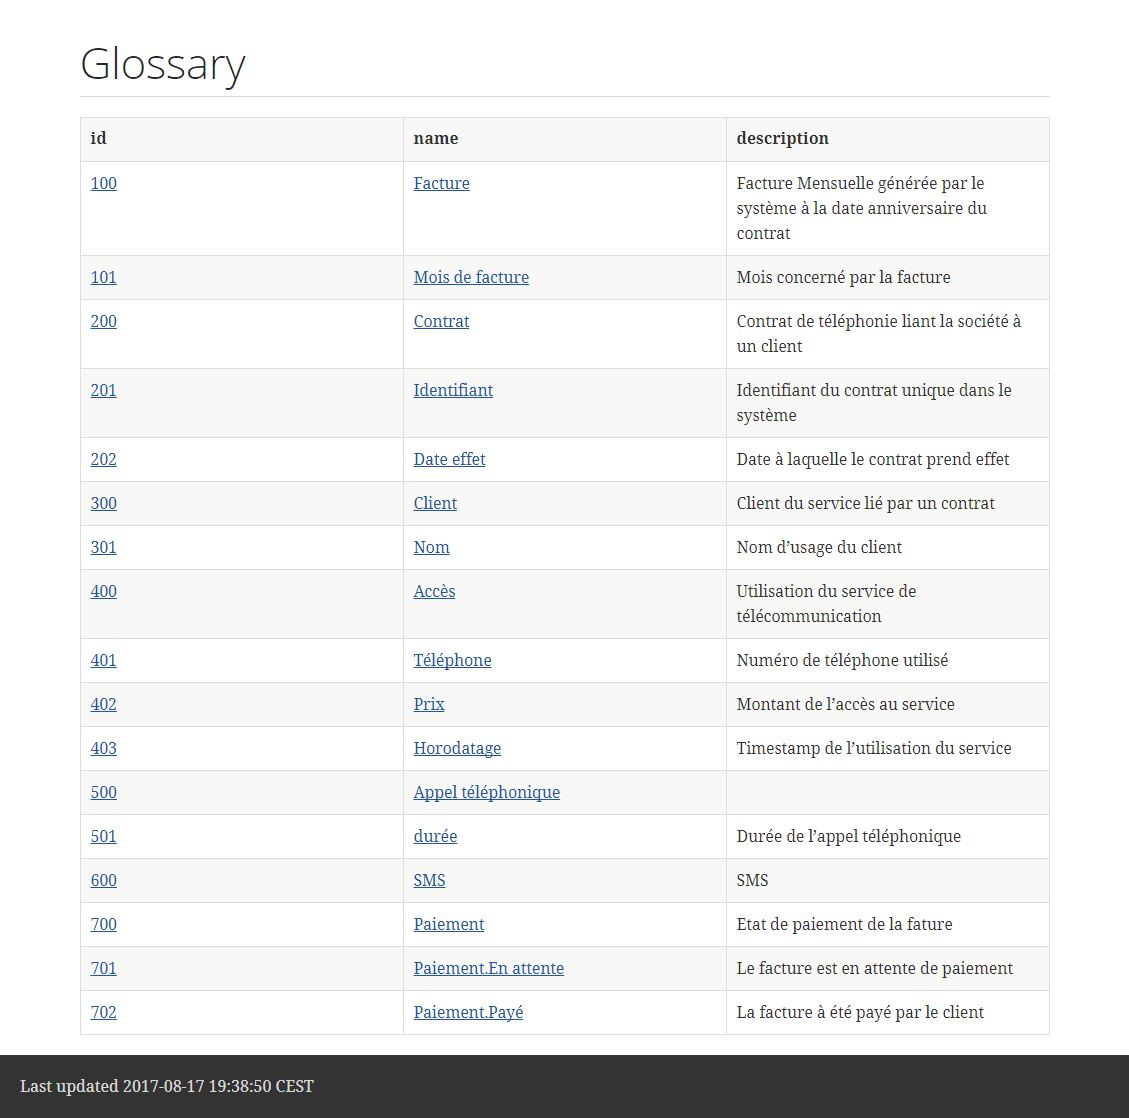 Glossary
id name description
100 Facture Facture Mensuelle générée par le
système à la date anniversaire du
contrat
101 Mois de facture Mois concerné par la facture
200 Contrat Contrat de téléphonie liant la société à
un client
201 Identifiant Identifiant du contrat unique dans le
système
202 Date effet Date à laquelle le contrat prend effet
300 Client Client du service lié par un contrat
301 Nom Nom d’usage du client
400 Accès Utilisation du service de
télécommunication
401 Téléphone Numéro de téléphone utilisé
402 Prix Montant de l’accès au service
403 Horodatage Timestamp de l’utilisation du service
500 Appel téléphonique
501 durée Durée de l’appel téléphonique
600 SMS SMS
700 Paiement Etat de paiement de la fature
701 Paiement.En attente Le facture est en attente de paiement
702 Paiement.Payé La facture à été payé par le client
Last updated 2017-08-17 19:38:50 CEST